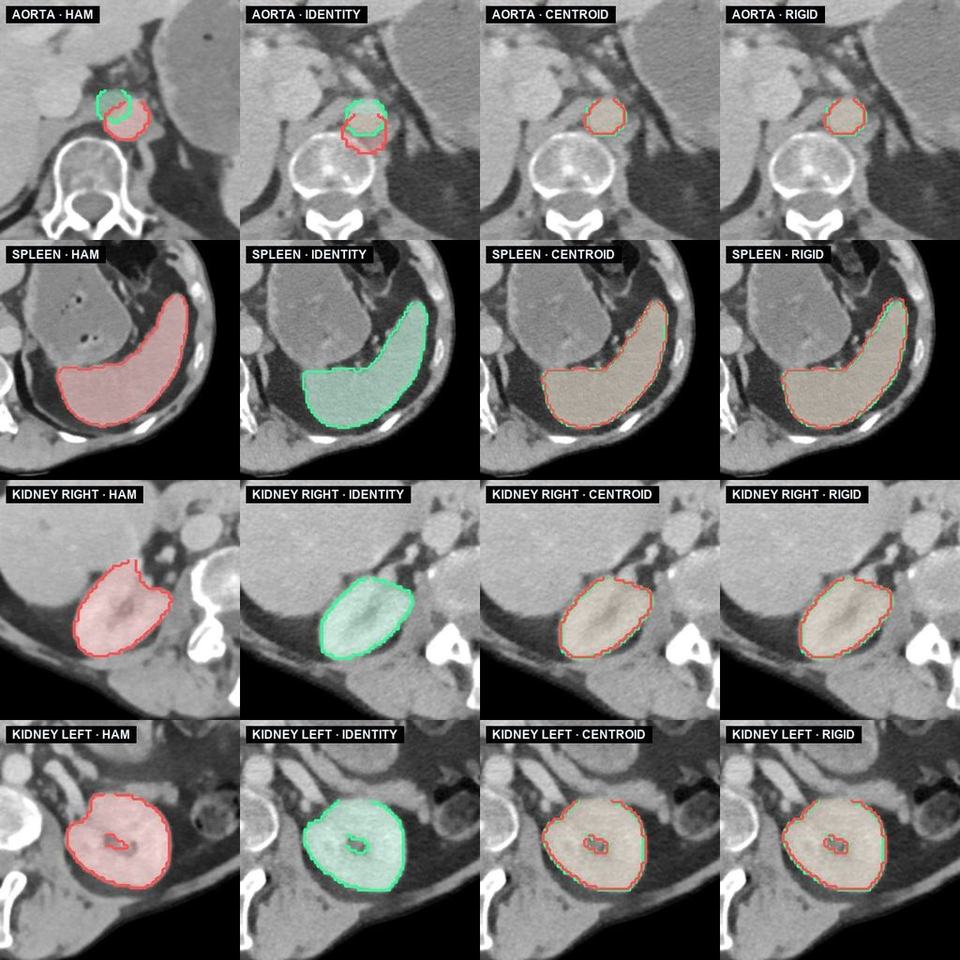 AORTA · HAM
AORTA · IDENTITY
AORTA · CENTROID
AORTA · RIGID
SPLEEN · HAM
SPLEEN · IDENTITY
SPLEEN · CENTROID
SPLEEN · RIGID
KIDNEY RIGHT · HAM
KIDNEY RIGHT · IDENTITY
KIDNEY RIGHT · CENTROID
KIDNEY RIGHT · RIGID
KIDNEY LEFT · HAM
KIDNEY LEFT · IDENTITY
KIDNEY LEFT · CENTROID
KIDNEY LEFT · RIGID